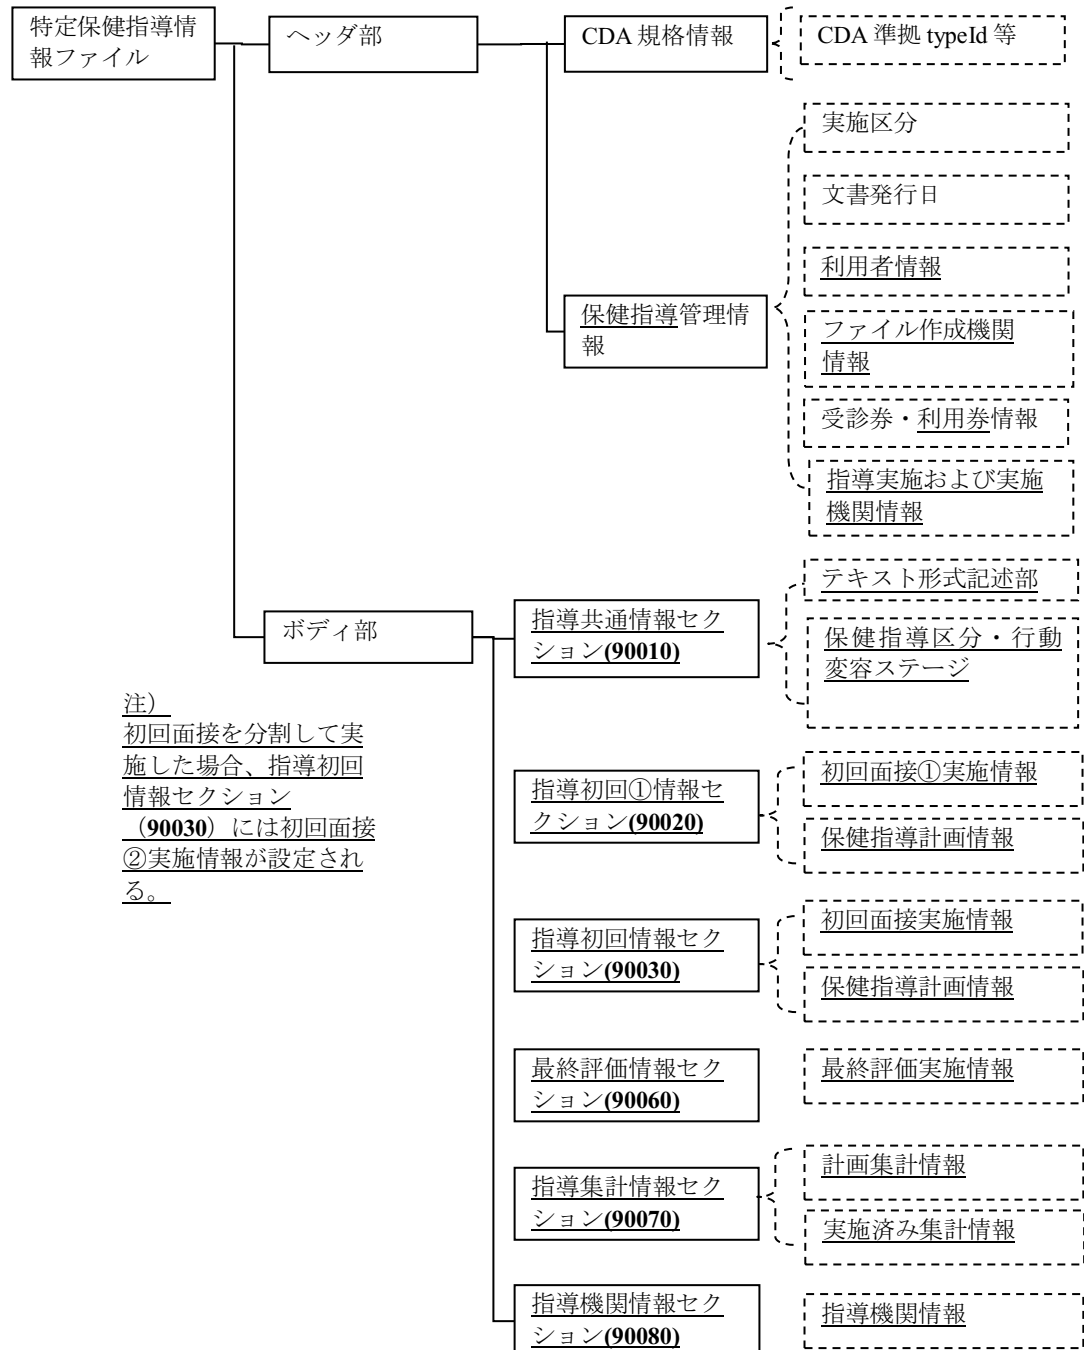 特定保健指導情
報ファイル
ヘッダ部
CDA 規格情報
CDA 準拠 typeId 等
実施区分
文書発行日
利用者情報
保健指導管理情
報
ファイル作成機関
情報
受診券・利用券情報
指導実施および実施
機関情報
ボディ部
指導共通情報セク
ション(90010)
テキスト形式記述部
保健指導区分・行動
変容ステージ
注）
初回面接を分割して実
施した場合、指導初回
情報セクション
（90030）には初回面接
②実施情報が設定され
る。
指導初回①情報セ
クション(90020)
初回面接①実施情報
保健指導計画情報
指導初回情報セク
ション(90030)
初回面接実施情報
保健指導計画情報
最終評価情報セク
ション(90060)
最終評価実施情報
指導集計情報セク
ション(90070)
計画集計情報
実施済み集計情報
指導機関情報セク
ション(90080)
指導機関情報